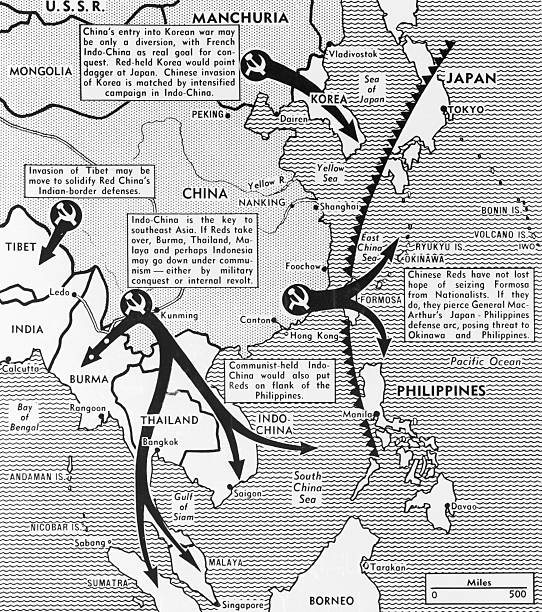 U.S.S.R.
MANCHURIA
China's entry into Korean war may
be only a diversion, with French
Indo-China as real goal for con-
quest. Red-held Korea would point
dagger at Japan. Chinese invasion
of Korea is matched by intensified
campaign in Indo-China.
MONGOLIA
Vladivostok
Sea
of
Japan
JAPAN
KOREA
TOKYO
PEKING
Dairen
Invasion of Tibet may be
move to solidify Red China's
Indian-border defenses.
CHINA
Yellow R.
Yellow
Sea
NANKING
Shanghai
BONIN IS.
VOLCANO IS.
IWO
Indo-China is the key to
southeast Asia. If Reds take
over, Burma, Thailand, Ma-
laya and perhaps Indonesia
may go down under commu-
nism — either by military
conquest or internal revolt.
TIBET
East
China
Sea
RYUKYU IS.
OKINAWA
Foochow
Chinese Reds have not lost
hope of seizing Formosa
from Nationalists. If they
do, they pierce General Mac-
Arthur's Japan - Philippines
defense arc, posing threat to
Okinawa and Philippines.
FORMOSA
Ledo
Kunming
Canton
Hong Kong
INDIA
Calcutta
BURMA
Communist-held Indo-
China would also put
Reds on flank of the
Philippines.
Pacific Ocean
PHILIPPINES
Bay
of
Bengal
Rangoon
THAILAND
INDO-
CHINA
Manila
Bangkok
ANDAMAN IS.
Gulf
of
Siam
Saigon
South
China
Sea
Davao
NICOBAR IS.
Sabang
MALAYA
Tarakan
SUMATRA
Singapore
BORNEO
Miles
0 500